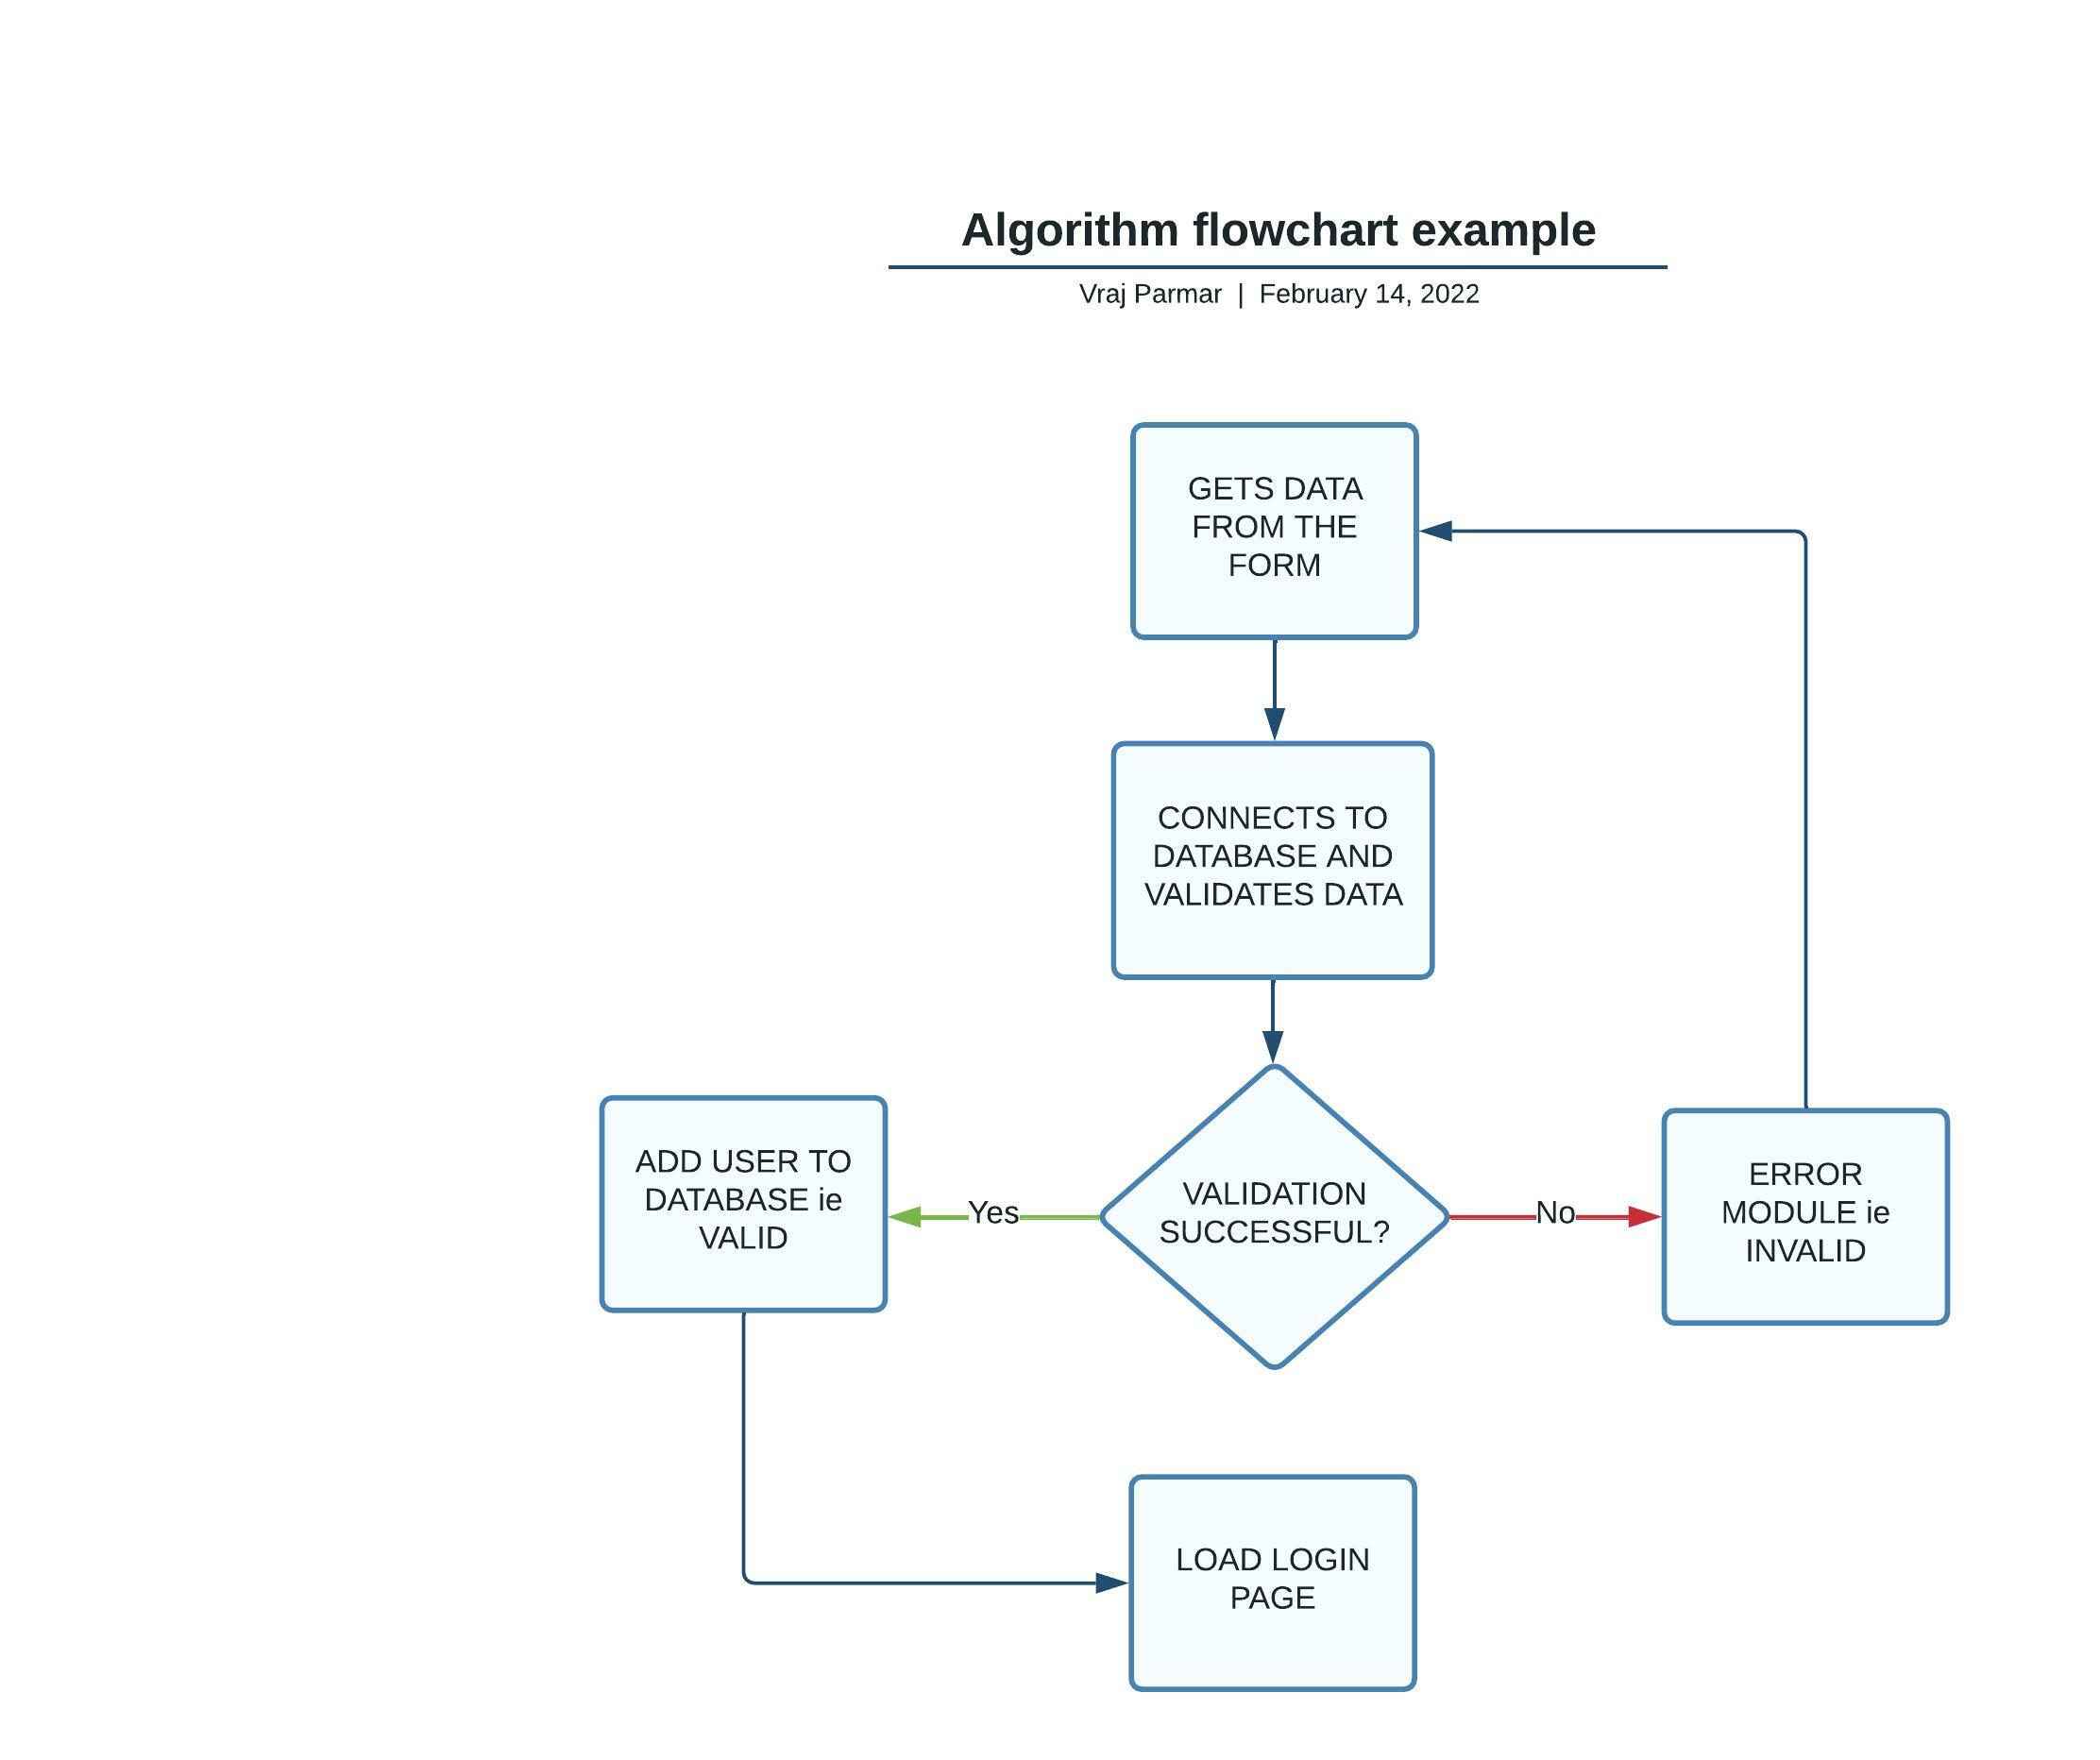 Algorithm flowchart example
Vraj Parmar | February 14, 2022
GETS DATA
FROM THE
FORM
CONNECTS TO
DATABASE AND
VALIDATES DATA
VALIDATION
SUCCESSFUL?
Yes
No
ADD USER TO
DATABASE ie
VALID
ERROR
MODULE ie
INVALID
LOAD LOGIN
PAGE